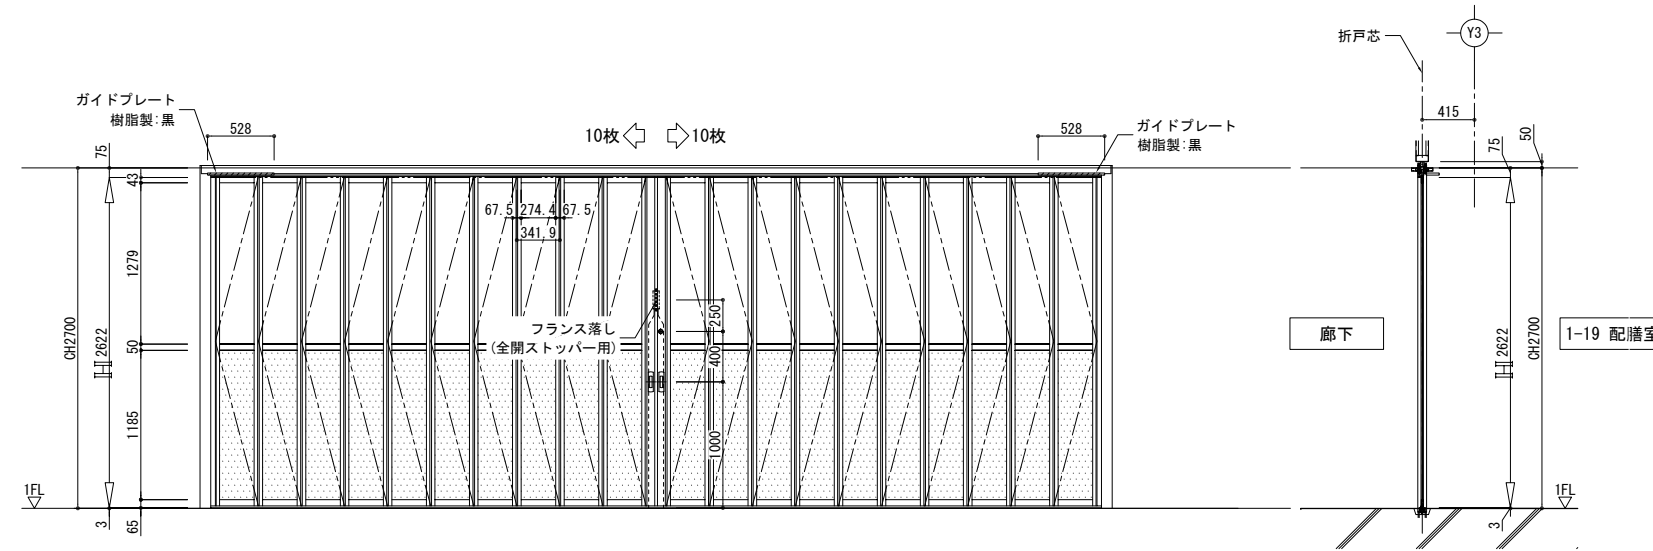 折戸芯
Y3
415
ガイドプレート
樹脂製:黒
528
10枚
10枚
528
ガイドプレート
樹脂製:黒
75
43
1279
50
1185
65
CH2700
H 2622
3
1FL
67.5
274.4
67.5
341.9
フランス落し
(全開ストッパー用)
250
400
1000
廊下
75
50
H 2622
CH2700
1-19 配膳室
1FL
3